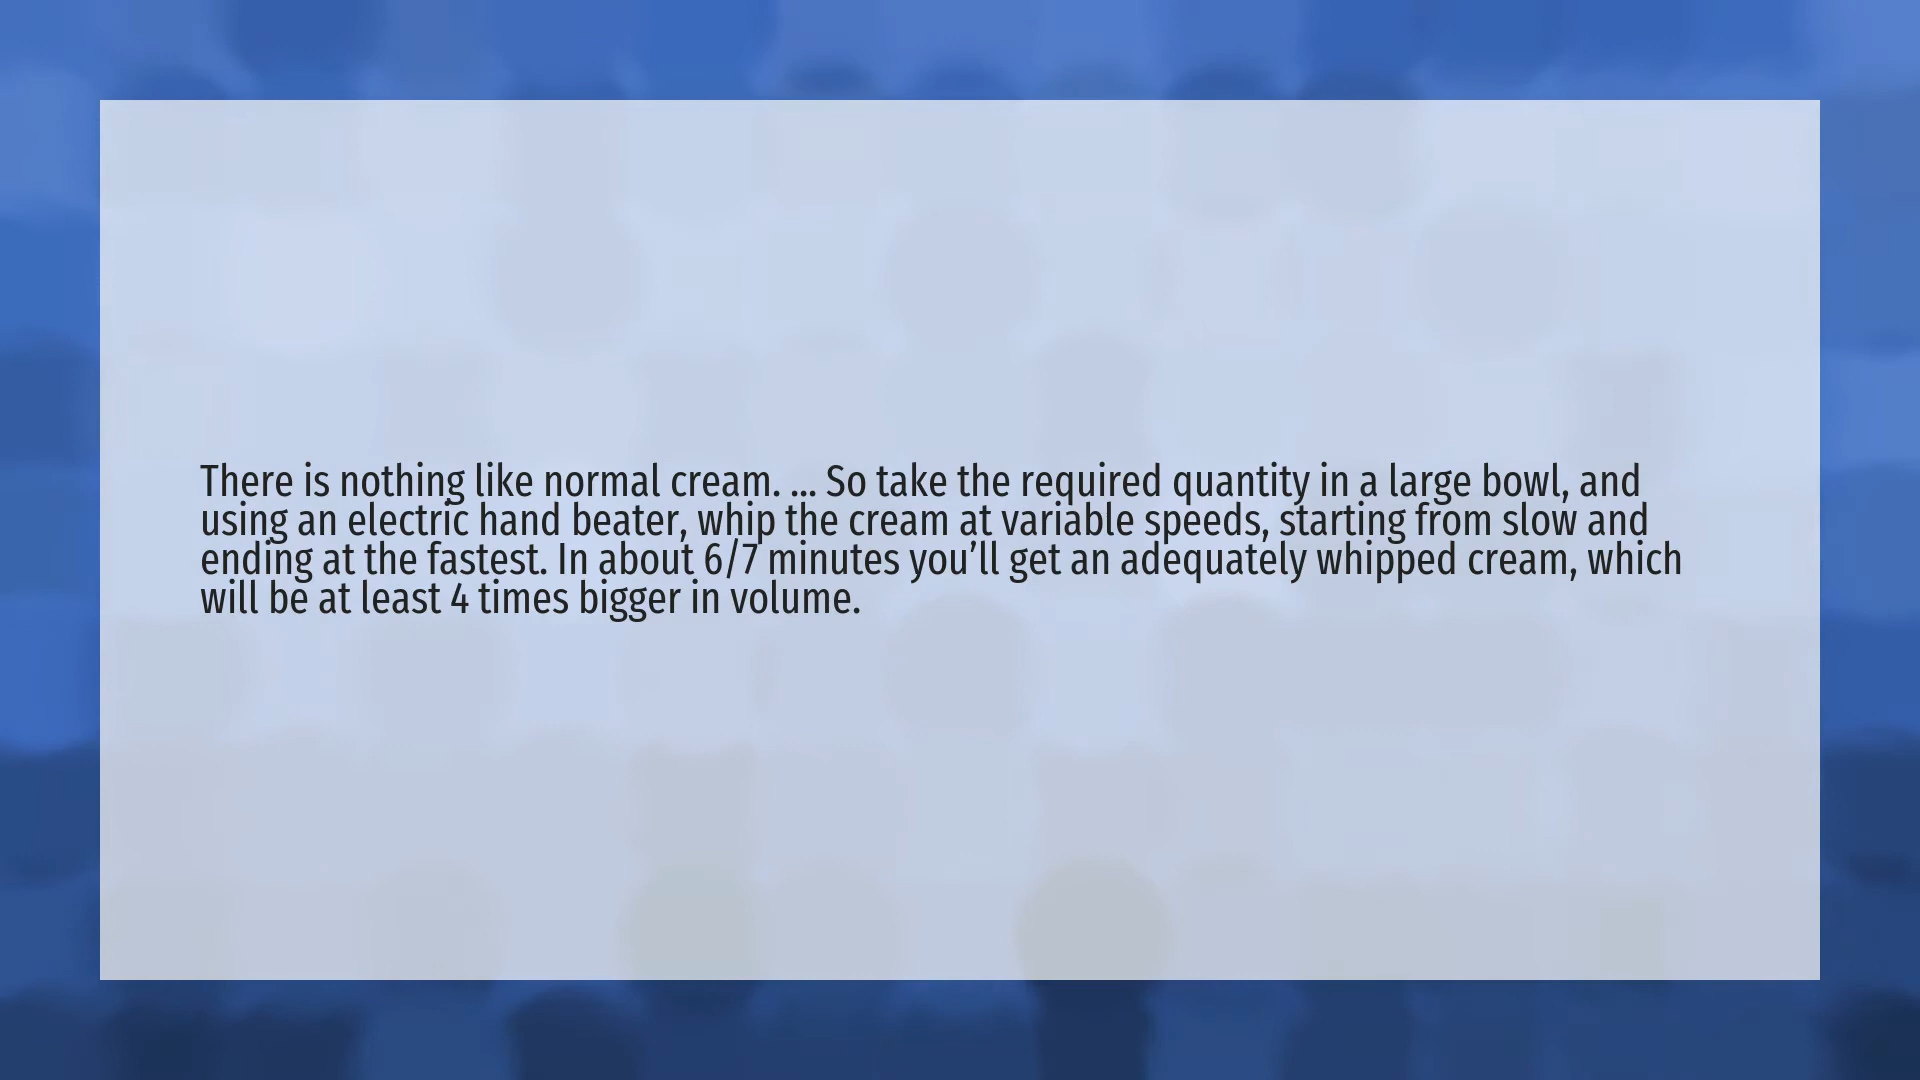 There is nothing like normal cream. ... So take the required quantity in a large bowl, and
using an electric hand beater, whip the cream at variable speeds, starting from slow and
ending at the fastest. In about 6/7 minutes you’ll get an adequately whipped cream, which
will be at least 4 times bigger in volume.